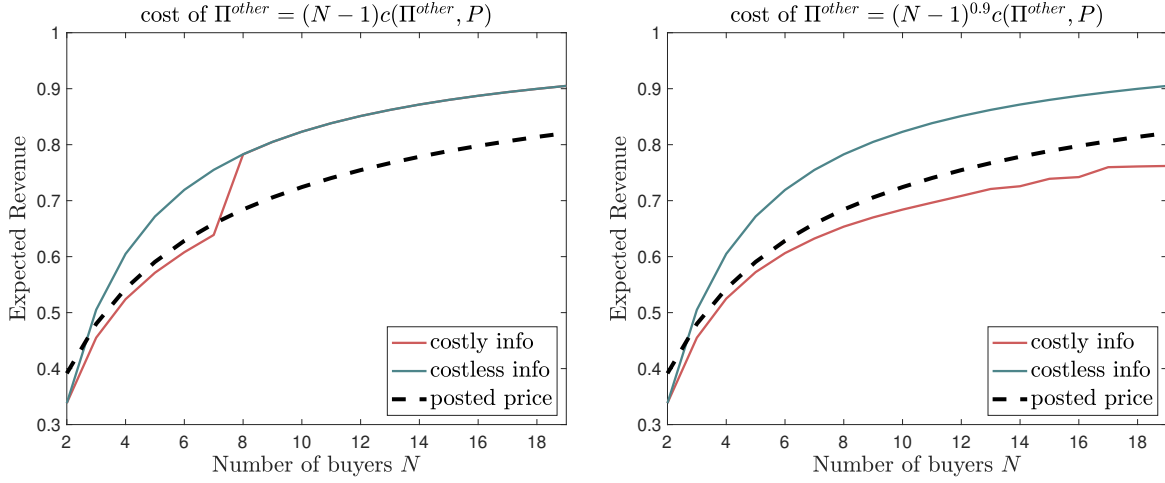 cost of Π^{other} = (N − 1)c(Π^{other}, P)
1
0.9
0.8
0.7
0.6
0.5
0.4
0.3
Expected Revenue
costly info
costless info
posted price
2 4 6 8 10 12 14 16 18
Number of buyers N
cost of Π^{other} = (N − 1)^{0.9}c(Π^{other}, P)
1
0.9
0.8
0.7
0.6
0.5
0.4
0.3
Expected Revenue
costly info
costless info
posted price
2 4 6 8 10 12 14 16 18
Number of buyers N